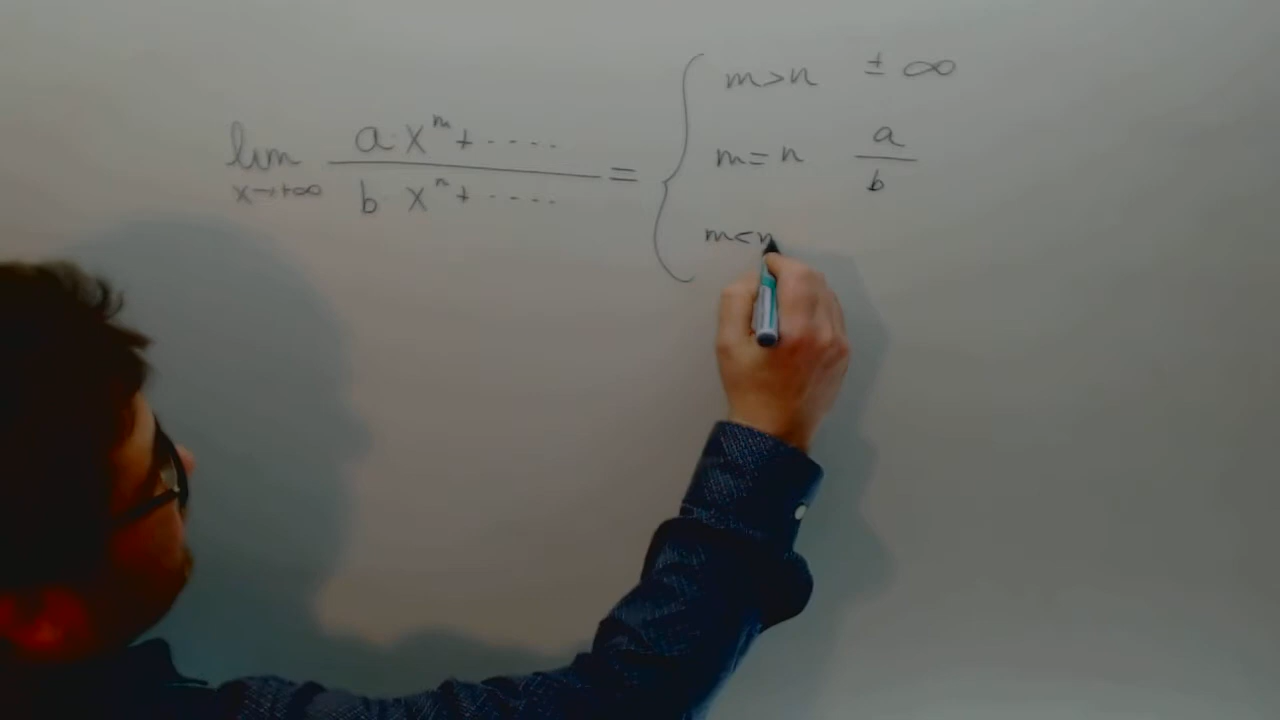 lim x→+∞ a·x^m + ..... / b x^n + ..... = {
m>n ± ∞
m=n a/b
m<n